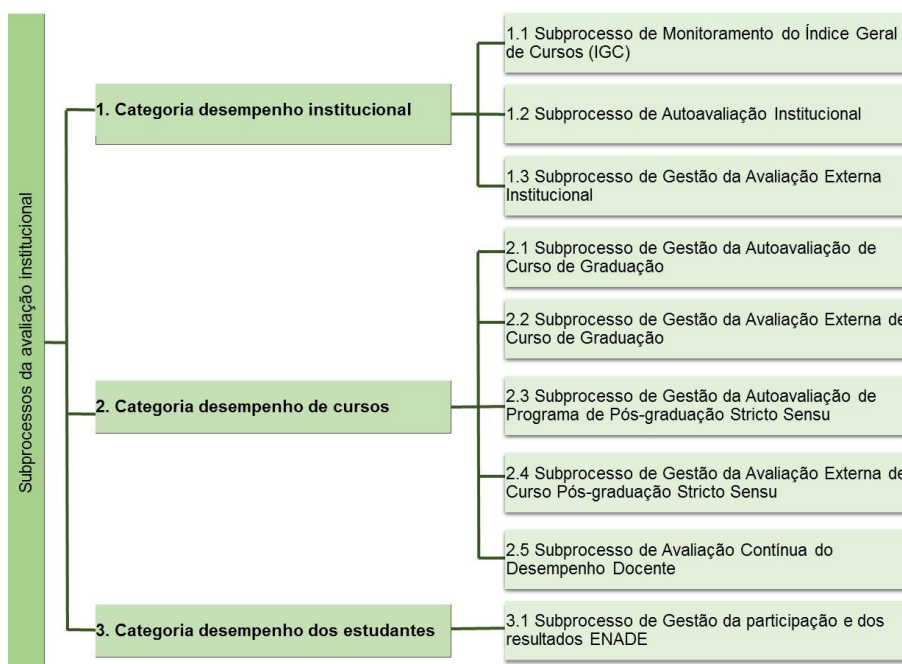 Subprocessos da avaliação institucional
1. Categoria desempenho institucional
1.1 Subprocesso de Monitoramento do Índice Geral
de Cursos (IGC)
1.2 Subprocesso de Autoavaliação Institucional
1.3 Subprocesso de Gestão da Avaliação Externa
Institucional
2. Categoria desempenho de cursos
2.1 Subprocesso de Gestão da Autoavaliação de
Curso de Graduação
2.2 Subprocesso de Gestão da Avaliação Externa de
Curso de Graduação
2.3 Subprocesso de Gestão da Autoavaliação de
Programa de Pós-graduação Stricto Sensu
2.4 Subprocesso de Gestão da Avaliação Externa de
Curso Pós-graduação Stricto Sensu
2.5 Subprocesso de Avaliação Contínua do
Desempenho Docente
3. Categoria desempenho dos estudantes
3.1 Subprocesso de Gestão da participação e dos
resultados ENADE